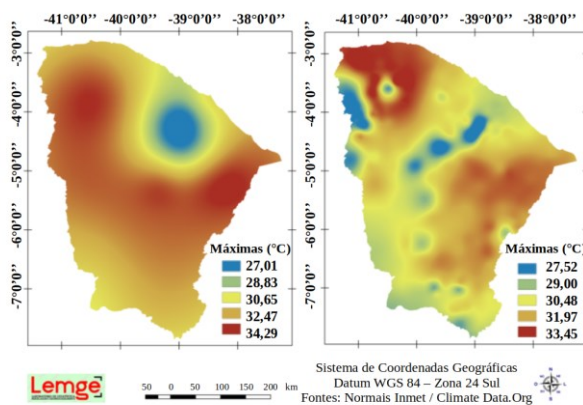 -41°0'0'' -40°0'0'' -39°0'0'' -38°0'0''
-3°0'0''
-4°0'0''
-5°0'0''
-6°0'0''
-7°0'0''
Máximas (°C)
27,01
28,83
30,65
32,47
34,29
-41°0'0'' -40°0'0'' -39°0'0'' -38°0'0''
-3°0'0''
-4°0'0''
-5°0'0''
-6°0'0''
-7°0'0''
Máximas (°C)
27,52
29,00
30,48
31,97
33,45
Lemge
50 0 50 100 150 200 km
Sistema de Coordenadas Geográficas
Datum WGS 84 – Zona 24 Sul
Fontes: Normais Inmet / Climate Data.Org